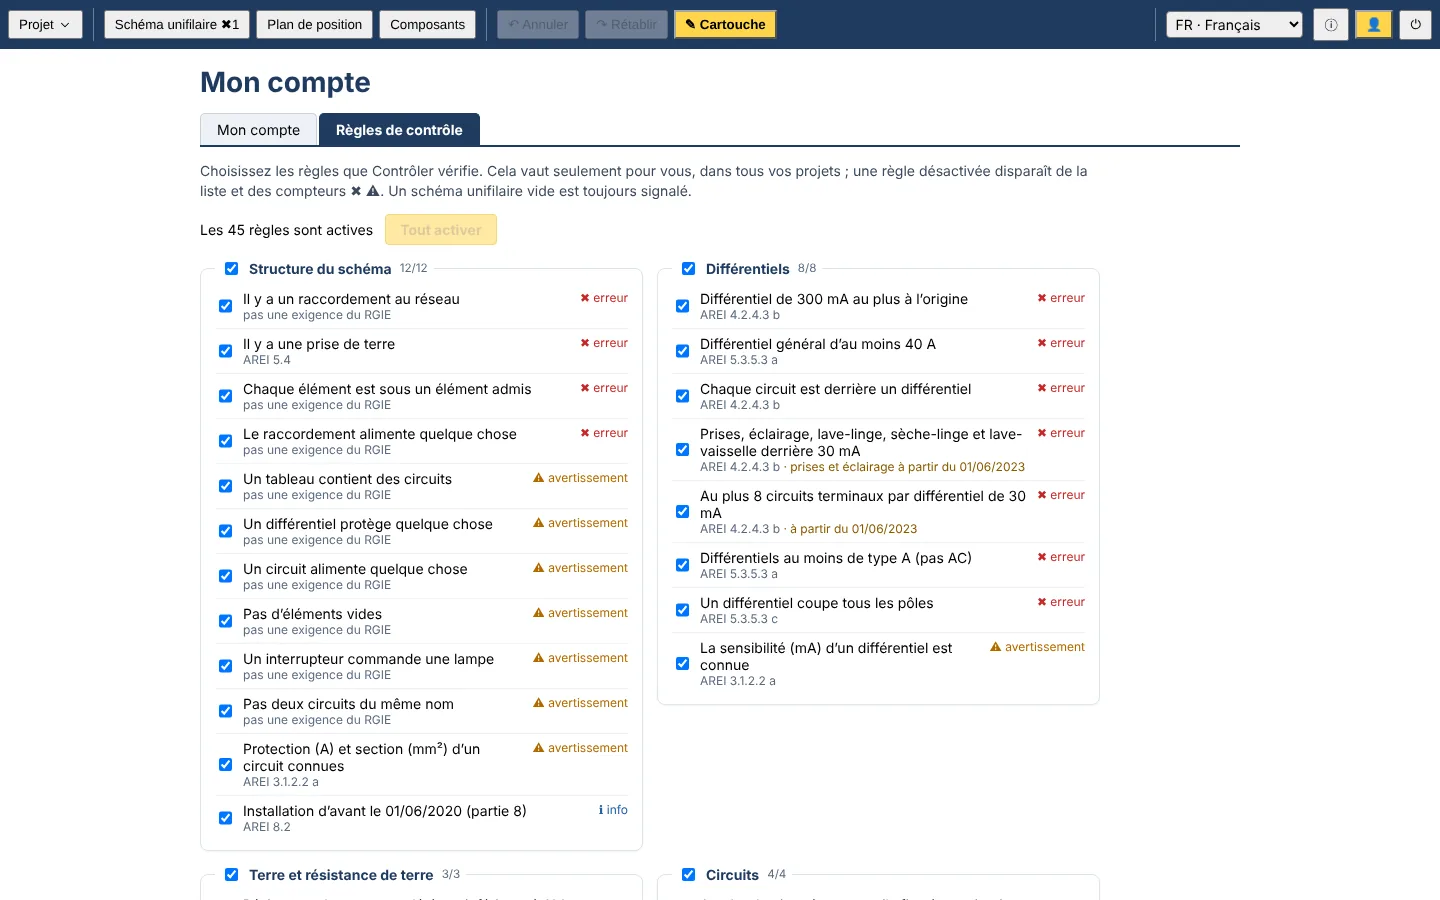 Projet
Schéma unifilaire ✖1
Plan de position
Composants
↶ Annuler
↷ Rétablir
✎ Cartouche
FR · Français
Mon compte
Mon compte
Règles de contrôle
Choisissez les règles que Contrôler vérifie. Cela vaut seulement pour vous, dans tous vos projets ; une règle désactivée disparaît de la
liste et des compteurs ✖ ⚠. Un schéma unifilaire vide est toujours signalé.
Les 45 règles sont actives
Tout activer
Structure du schéma 12/12
Il y a un raccordement au réseau
✖ erreur
pas une exigence du RGIE
Il y a une prise de terre
✖ erreur
AREI 5.4
Chaque élément est sous un élément admis
✖ erreur
pas une exigence du RGIE
Le raccordement alimente quelque chose
✖ erreur
pas une exigence du RGIE
Un tableau contient des circuits
⚠ avertissement
pas une exigence du RGIE
Un différentiel protège quelque chose
⚠ avertissement
pas une exigence du RGIE
Un circuit alimente quelque chose
⚠ avertissement
pas une exigence du RGIE
Pas d’éléments vides
⚠ avertissement
pas une exigence du RGIE
Un interrupteur commande une lampe
⚠ avertissement
pas une exigence du RGIE
Pas deux circuits du même nom
⚠ avertissement
pas une exigence du RGIE
Protection (A) et section (mm²) d’un
circuit connues
⚠ avertissement
AREI 3.1.2.2 a
Installation d’avant le 01/06/2020 (partie 8)
ℹ info
AREI 8.2
Différentiels 8/8
Différentiel de 300 mA au plus à l’origine
✖ erreur
AREI 4.2.4.3 b
Différentiel général d’au moins 40 A
✖ erreur
AREI 5.3.5.3 a
Chaque circuit est derrière un différentiel
✖ erreur
AREI 4.2.4.3 b
Prises, éclairage, lave-linge, sèche-linge et lave-
vaisselle derrière 30 mA
✖ erreur
AREI 4.2.4.3 b · prises et éclairage à partir du 01/06/2023
Au plus 8 circuits terminaux par différentiel de 30
mA
✖ erreur
AREI 4.2.4.3 b · à partir du 01/06/2023
Différentiels au moins de type A (pas AC)
✖ erreur
AREI 5.3.5.3 a
Un différentiel coupe tous les pôles
✖ erreur
AREI 5.3.5.3 c
La sensibilité (mA) d’un différentiel est
connue
⚠ avertissement
AREI 3.1.2.2 a
Terre et résistance de terre 3/3
Circuits 4/4